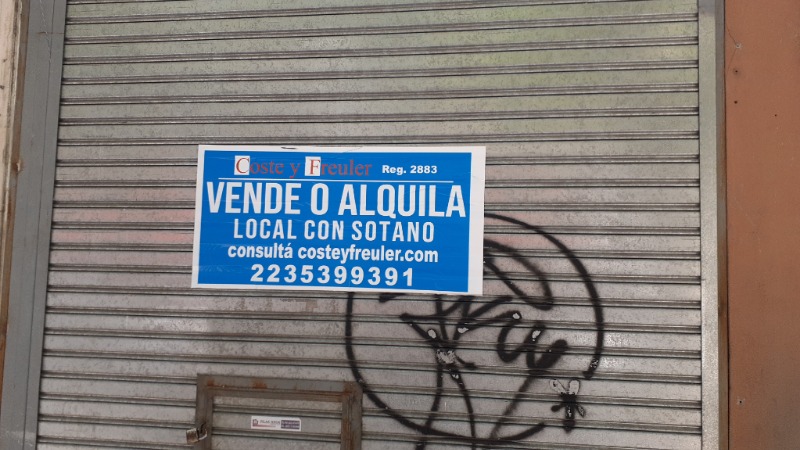 Coste y Freuler Reg. 2883
VENDE O ALQUILA
LOCAL CON SOTANO
consultá costeyfreuler.com
2235399391